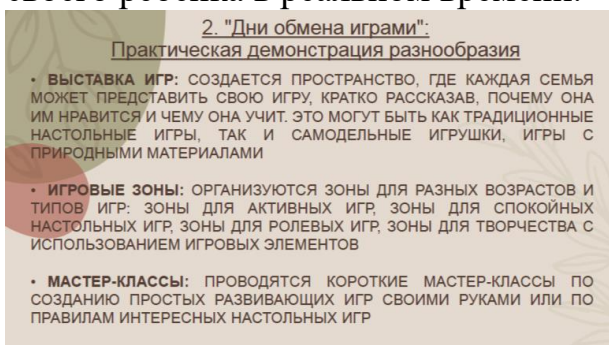 своего ребенка в реальном времени.
2. "Дни обмена играми":
Практическая демонстрация разнообразия
• ВЫСТАВКА ИГР: СОЗДАЕТСЯ ПРОСТРАНСТВО, ГДЕ КАЖДАЯ СЕМЬЯ
МОЖЕТ ПРЕДСТАВИТЬ СВОЮ ИГРУ, КРАТКО РАССКАЗАВ, ПОЧЕМУ ОНА
ИМ НРАВИТСЯ И ЧЕМУ ОНА УЧИТ. ЭТО МОГУТ БЫТЬ КАК ТРАДИЦИОННЫЕ
НАСТОЛЬНЫЕ ИГРЫ, ТАК И САМОДЕЛЬНЫЕ ИГРУШКИ, ИГРЫ С
ПРИРОДНЫМИ МАТЕРИАЛАМИ
• ИГРОВЫЕ ЗОНЫ: ОРГАНИЗУЮТСЯ ЗОНЫ ДЛЯ РАЗНЫХ ВОЗРАСТОВ И
ТИПОВ ИГР: ЗОНЫ ДЛЯ АКТИВНЫХ ИГР, ЗОНЫ ДЛЯ СПОКОЙНЫХ
НАСТОЛЬНЫХ ИГР, ЗОНЫ ДЛЯ РОЛЕВЫХ ИГР, ЗОНЫ ДЛЯ ТВОРЧЕСТВА С
ИСПОЛЬЗОВАНИЕМ ИГРОВЫХ ЭЛЕМЕНТОВ
• МАСТЕР-КЛАССЫ: ПРОВОДЯТСЯ КОРОТКИЕ МАСТЕР-КЛАССЫ ПО
СОЗДАНИЮ ПРОСТЫХ РАЗВИВАЮЩИХ ИГР СВОИМИ РУКАМИ ИЛИ ПО
ПРАВИЛАМ ИНТЕРЕСНЫХ НАСТОЛЬНЫХ ИГР